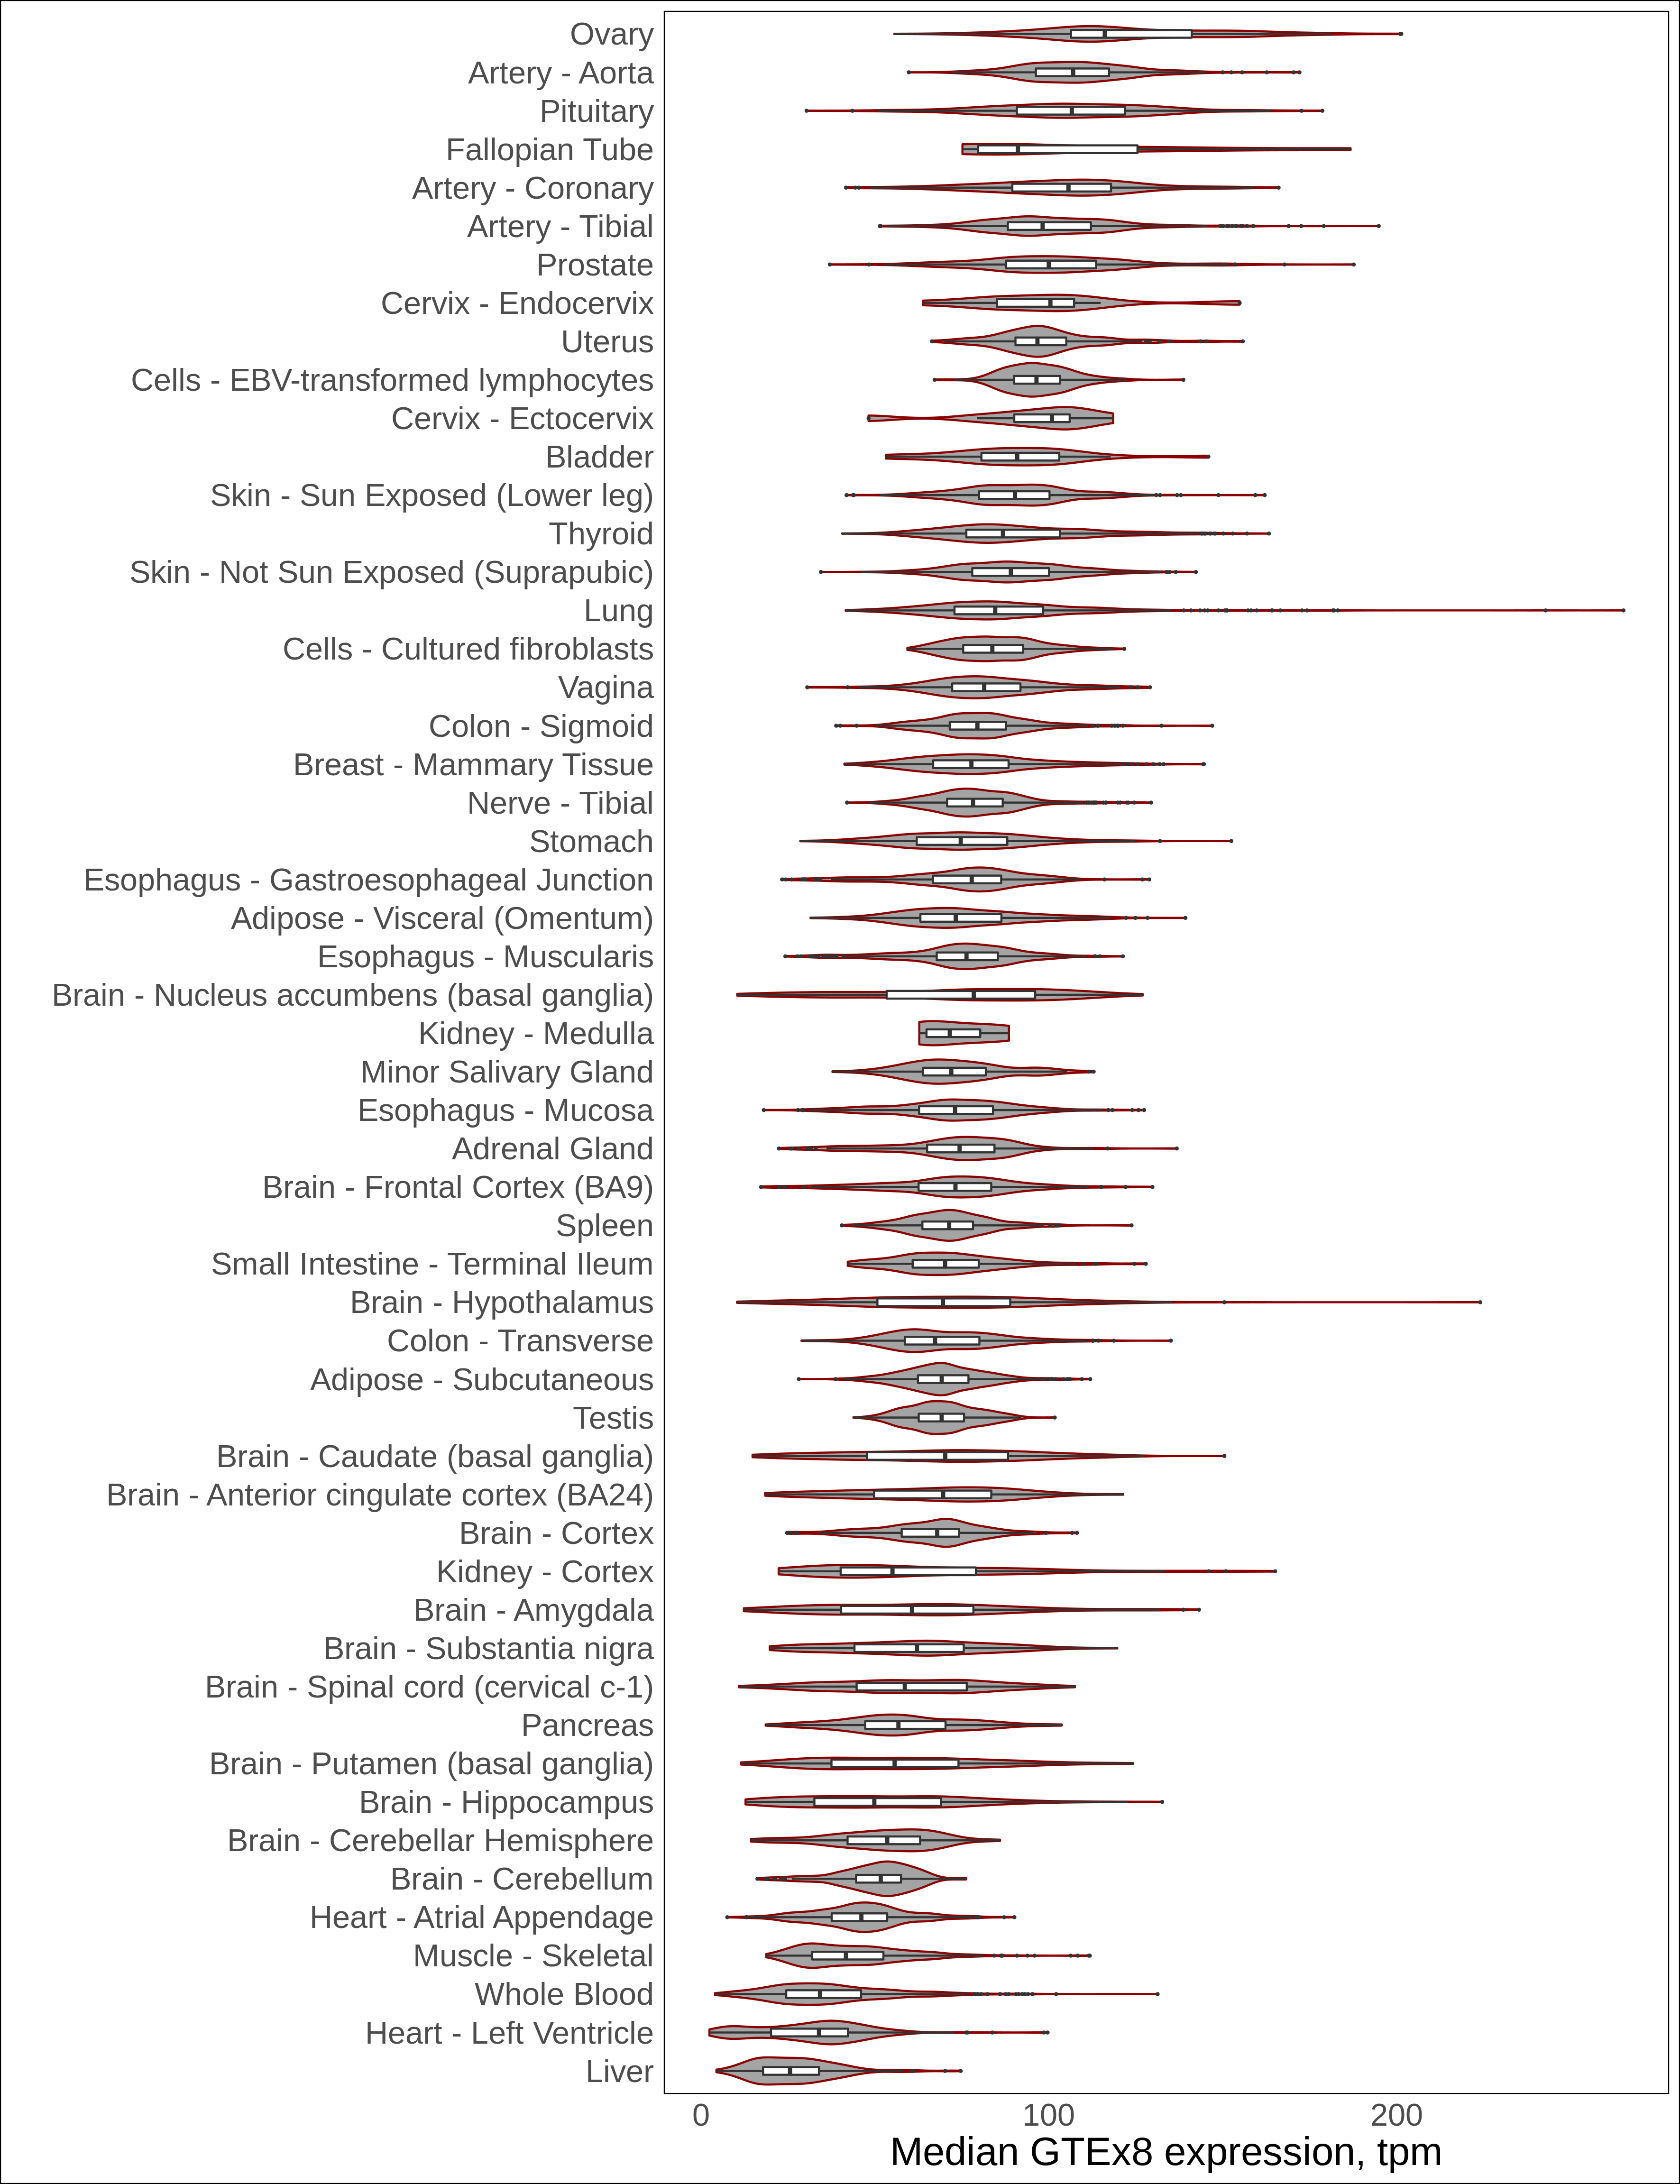 Ovary
Artery - Aorta
Pituitary
Fallopian Tube
Artery - Coronary
Artery - Tibial
Prostate
Cervix - Endocervix
Uterus
Cells - EBV-transformed lymphocytes
Cervix - Ectocervix
Bladder
Skin - Sun Exposed (Lower leg)
Thyroid
Skin - Not Sun Exposed (Suprapubic)
Lung
Cells - Cultured fibroblasts
Vagina
Colon - Sigmoid
Breast - Mammary Tissue
Nerve - Tibial
Stomach
Esophagus - Gastroesophageal Junction
Adipose - Visceral (Omentum)
Esophagus - Muscularis
Brain - Nucleus accumbens (basal ganglia)
Kidney - Medulla
Minor Salivary Gland
Esophagus - Mucosa
Adrenal Gland
Brain - Frontal Cortex (BA9)
Spleen
Small Intestine - Terminal Ileum
Brain - Hypothalamus
Colon - Transverse
Adipose - Subcutaneous
Testis
Brain - Caudate (basal ganglia)
Brain - Anterior cingulate cortex (BA24)
Brain - Cortex
Kidney - Cortex
Brain - Amygdala
Brain - Substantia nigra
Brain - Spinal cord (cervical c-1)
Pancreas
Brain - Putamen (basal ganglia)
Brain - Hippocampus
Brain - Cerebellar Hemisphere
Brain - Cerebellum
Heart - Atrial Appendage
Muscle - Skeletal
Whole Blood
Heart - Left Ventricle
Liver
0 100 200
Median GTEx8 expression, tpm